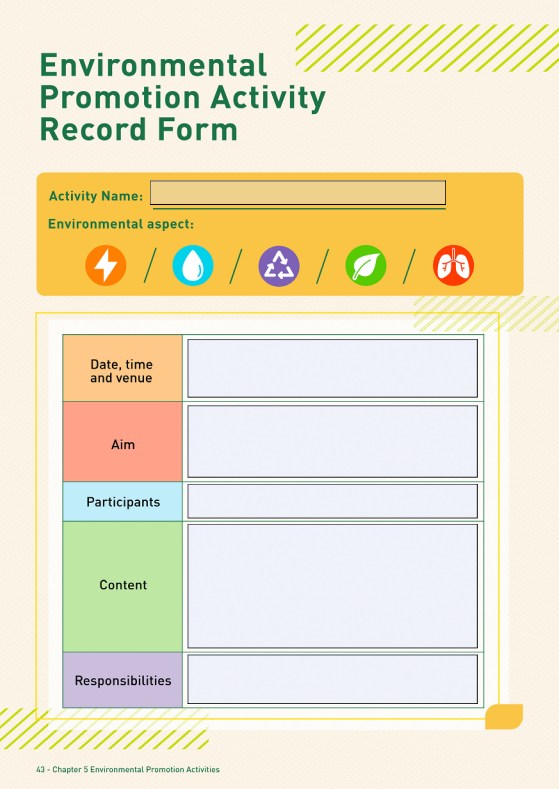 Environmental
Promotion Activity
Record Form
Activity Name:
Environmental aspect:
Date, time
and venue
Aim
Participants
Content
Responsibilities
43 - Chapter 5 Environmental Promotion Activities